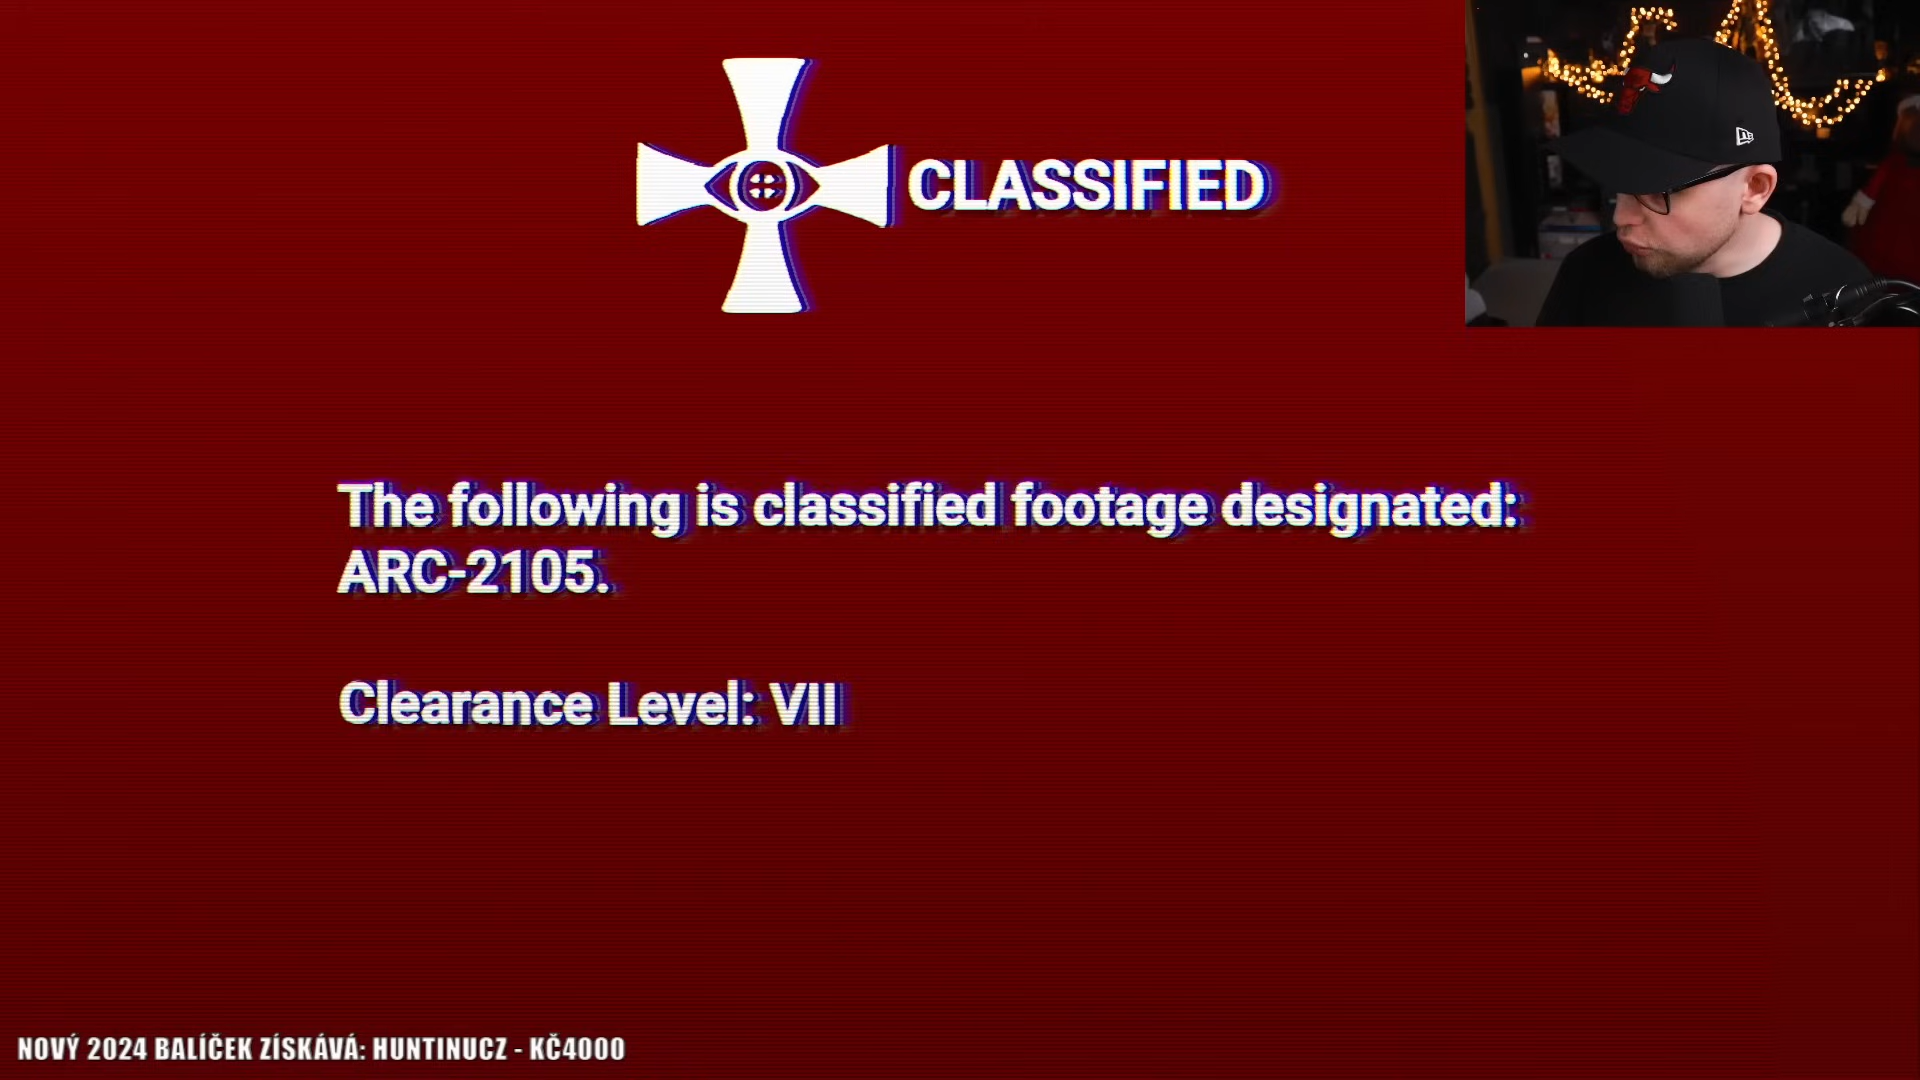 CLASSIFIED
The following is classified footage designated:
ARC-2105.
Clearance Level: VII
NOVÝ 2024 BALÍČEK ZÍSKÁVÁ: HUNTINUCZ - KČ4000